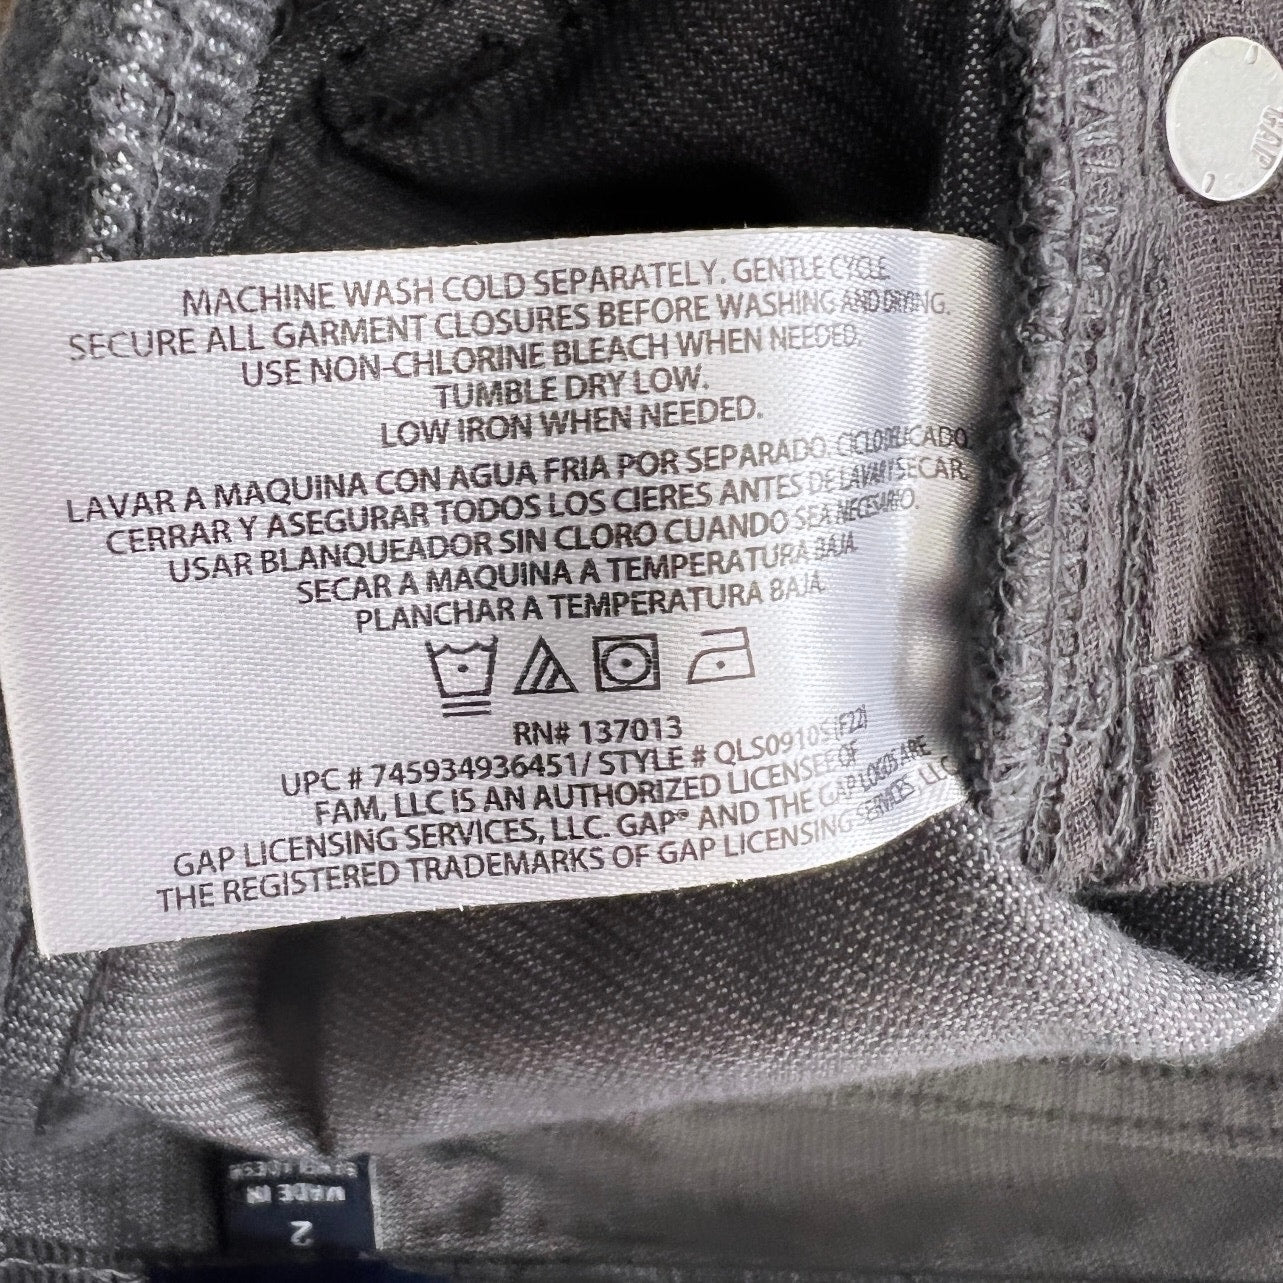 GAP
MACHINE WASH COLD SEPARATELY. GENTLE CYCLE
SECURE ALL GARMENT CLOSURES BEFORE WASHING AND DRYING.
USE NON-CHLORINE BLEACH WHEN NEEDED.
TUMBLE DRY LOW.
LOW IRON WHEN NEEDED.
LAVAR A MAQUINA CON AGUA FRIA POR SEPARADO. CICLO DELICADO
CERRAR Y ASEGURAR TODOS LOS CIERES ANTES DE LAVAR SECAR.
USAR BLANQUEADOR SIN CLORO CUANDO SEA NECESARIO.
SECAR A MAQUINA A TEMPERATURA BAJA
PLANCHAR A TEMPERATURA BAJA.
RN# 137013
UPC # 745934936451/ STYLE # QLS09105 (F22)
FAM, LLC IS AN AUTHORIZED LICENSEE OF
GAP LICENSING SERVICES, LLC. GAP® AND THE GAP LOGOS ARE
THE REGISTERED TRADEMARKS OF GAP LICENSING SERVICES, LLC
MADE IN
2